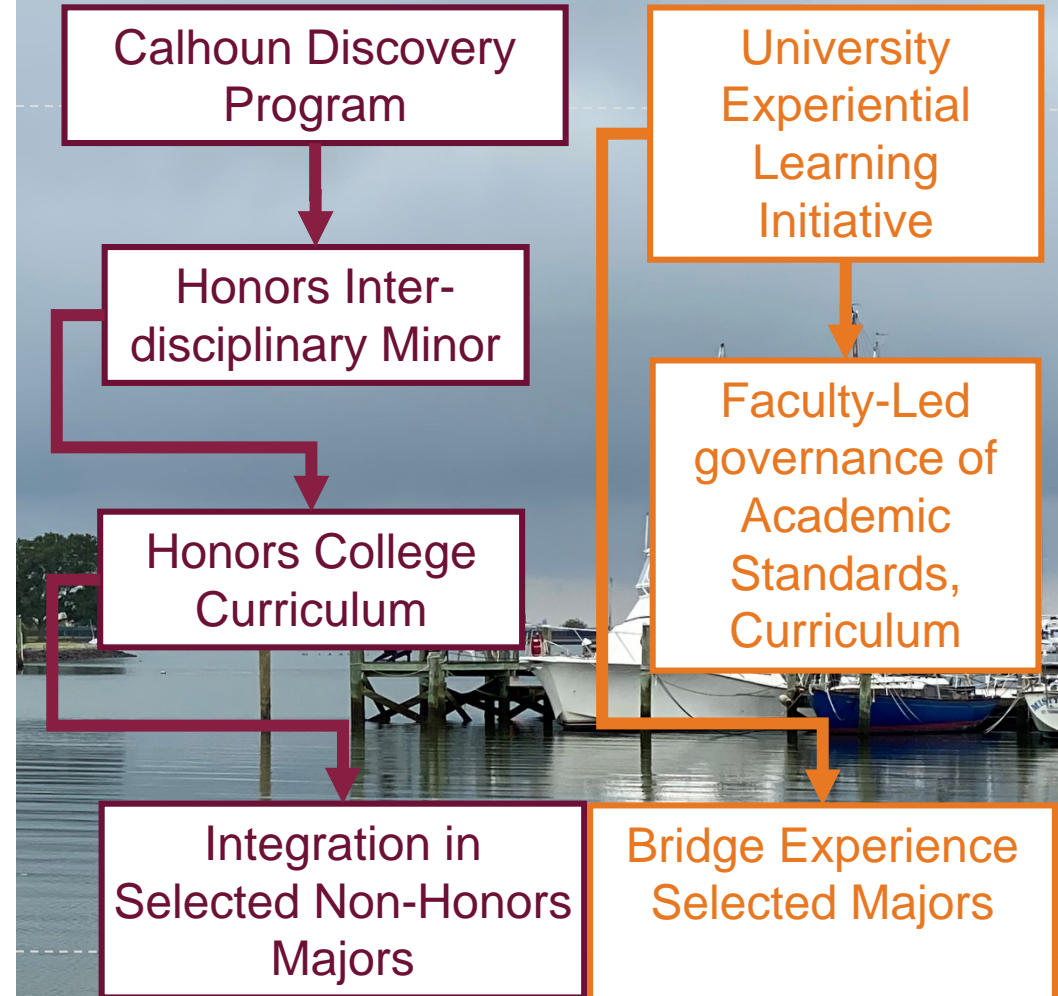 Calhoun Discovery
Program
Honors Inter-
disciplinary Minor
Honors College
Curriculum
Integration in
Selected Non-Honors
Majors
University
Experiential
Learning
Initiative
Faculty-Led
governance of
Academic
Standards,
Curriculum
Bridge Experience
Selected Majors